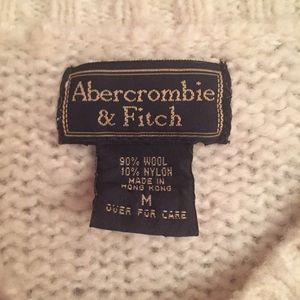 Abercrombie
& Fitch
90% WOOL
10% NYLON
MADE IN
HONG KONG
M
OVER FOR CARE